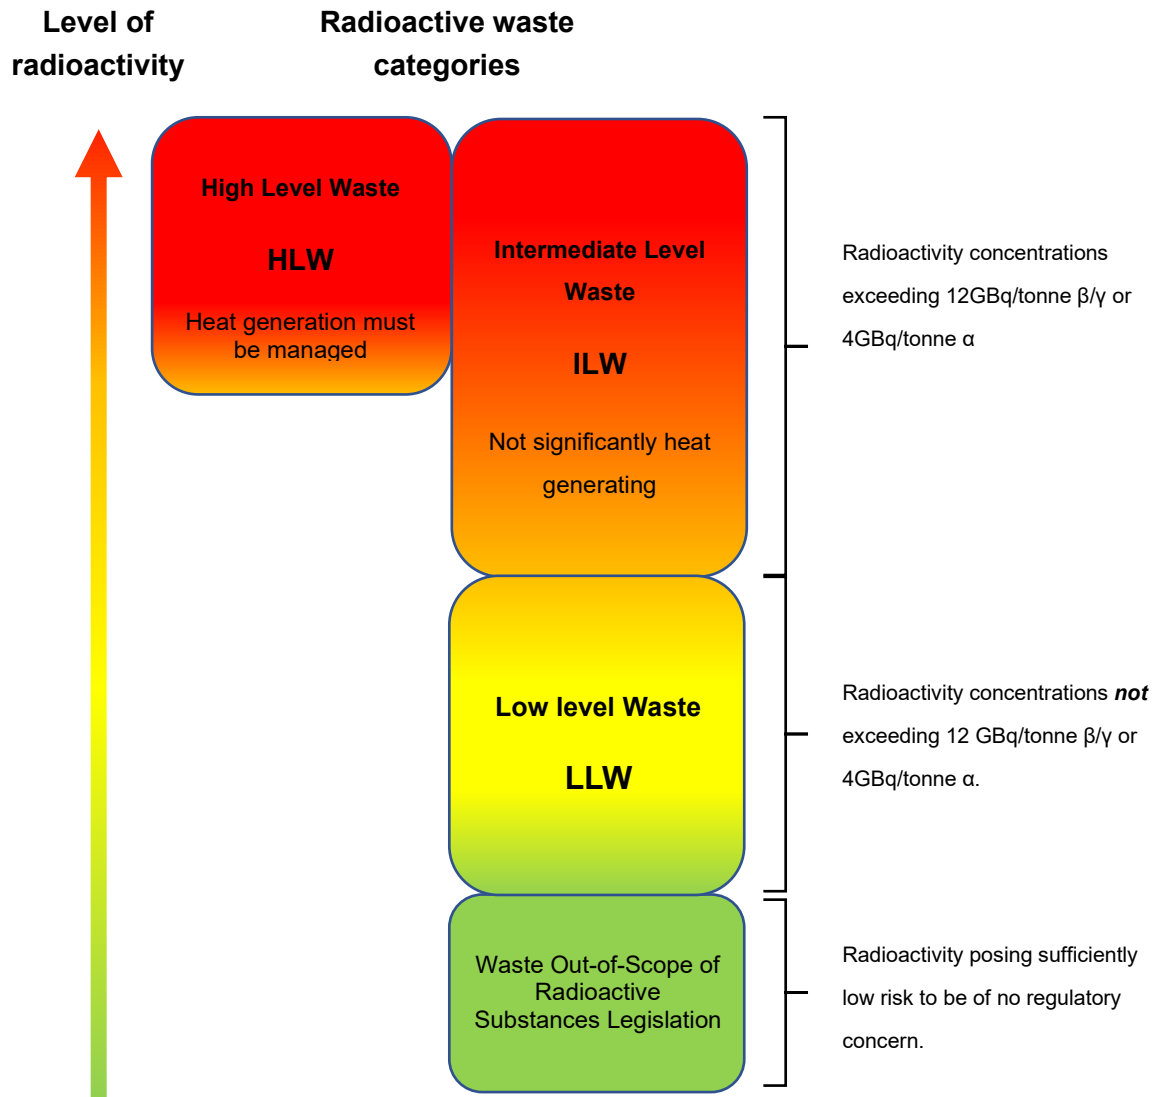 Level of
radioactivity
Radioactive waste
categories
High Level Waste
HLW
Heat generation must
be managed
Intermediate Level
Waste
ILW
Not significantly heat
generating
Radioactivity concentrations
exceeding 12GBq/tonne β/γ or
4GBq/tonne α
Low level Waste
LLW
Radioactivity concentrations not
exceeding 12 GBq/tonne β/γ or
4GBq/tonne α.
Waste Out-of-Scope of
Radioactive
Substances Legislation
Radioactivity posing sufficiently
low risk to be of no regulatory
concern.